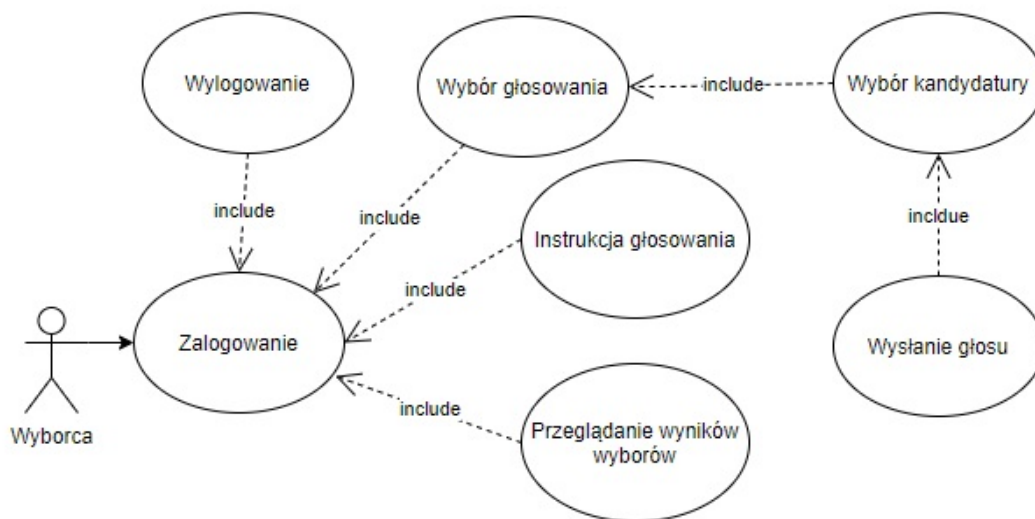 Wylogowanie
Wybór głosowania
include
Wybór kandydatury
include
include
Instrukcja głosowania
incldue
include
Zalogowanie
Wysłanie głosu
include
Wyborca
Przeglądanie wyników
wyborów